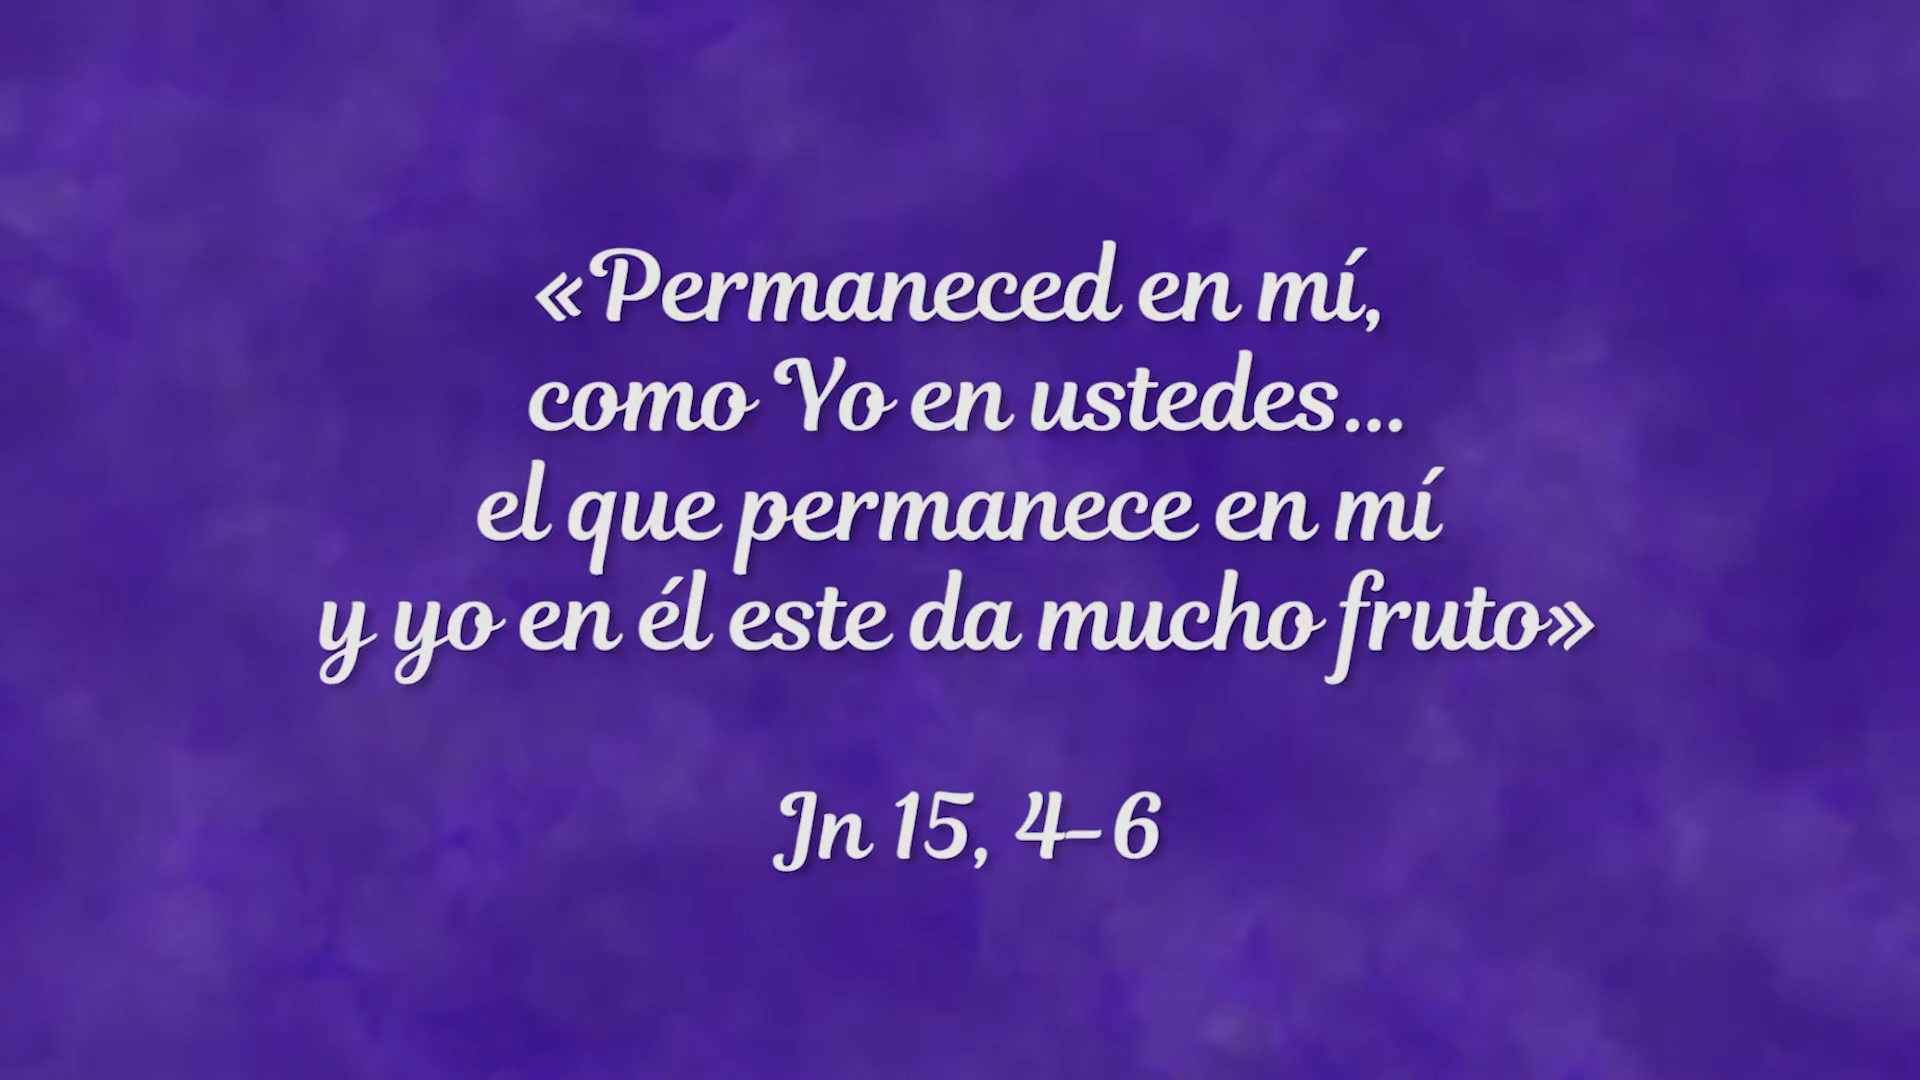 «Permaneced en mí,
como Yo en ustedes...
el que permanece en mí
y yo en él este da mucho fruto»
Jn 15, 4-6